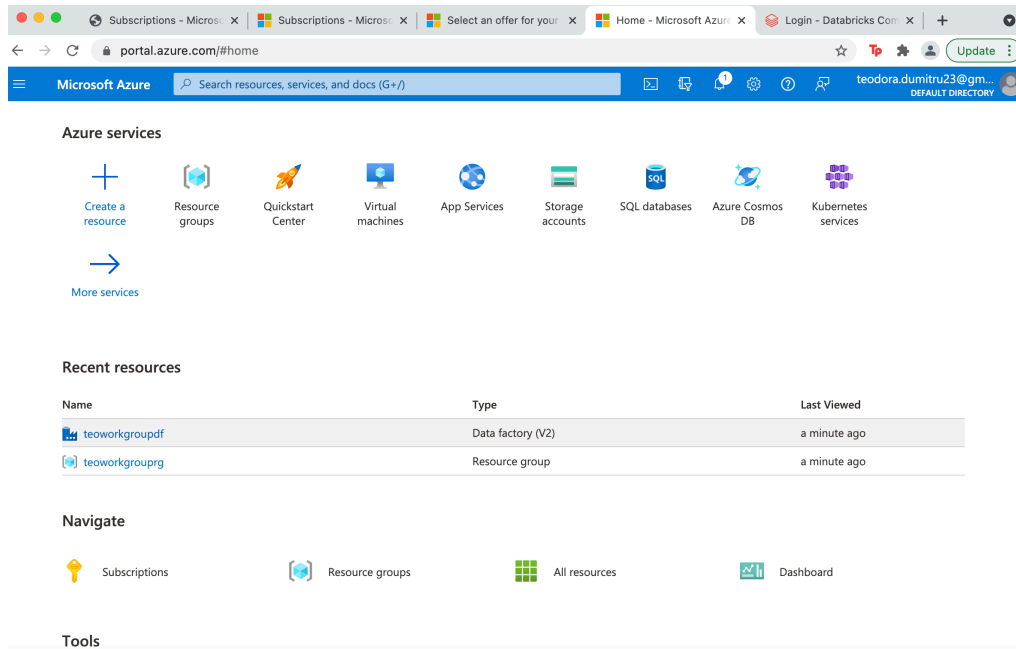 Subscriptions - Microsc
Subscriptions - Microsc
Select an offer for your
Home - Microsoft Azure
Login - Databricks Com
portal.azure.com/#home
Tp
Update
Microsoft Azure
Search resources, services, and docs (G+/)
1
teodora.dumitru23@gm...
DEFAULT DIRECTORY
Azure services
Create a
resource
Resource
groups
Quickstart
Center
Virtual
machines
App Services
Storage
accounts
SQL
SQL databases
Azure Cosmos
DB
Kubernetes
services
More services
Recent resources
Name Type Last Viewed
teoworkgroupdf Data factory (V2) a minute ago
teoworkgrouprg Resource group a minute ago
Navigate
Subscriptions Resource groups All resources Dashboard
Tools